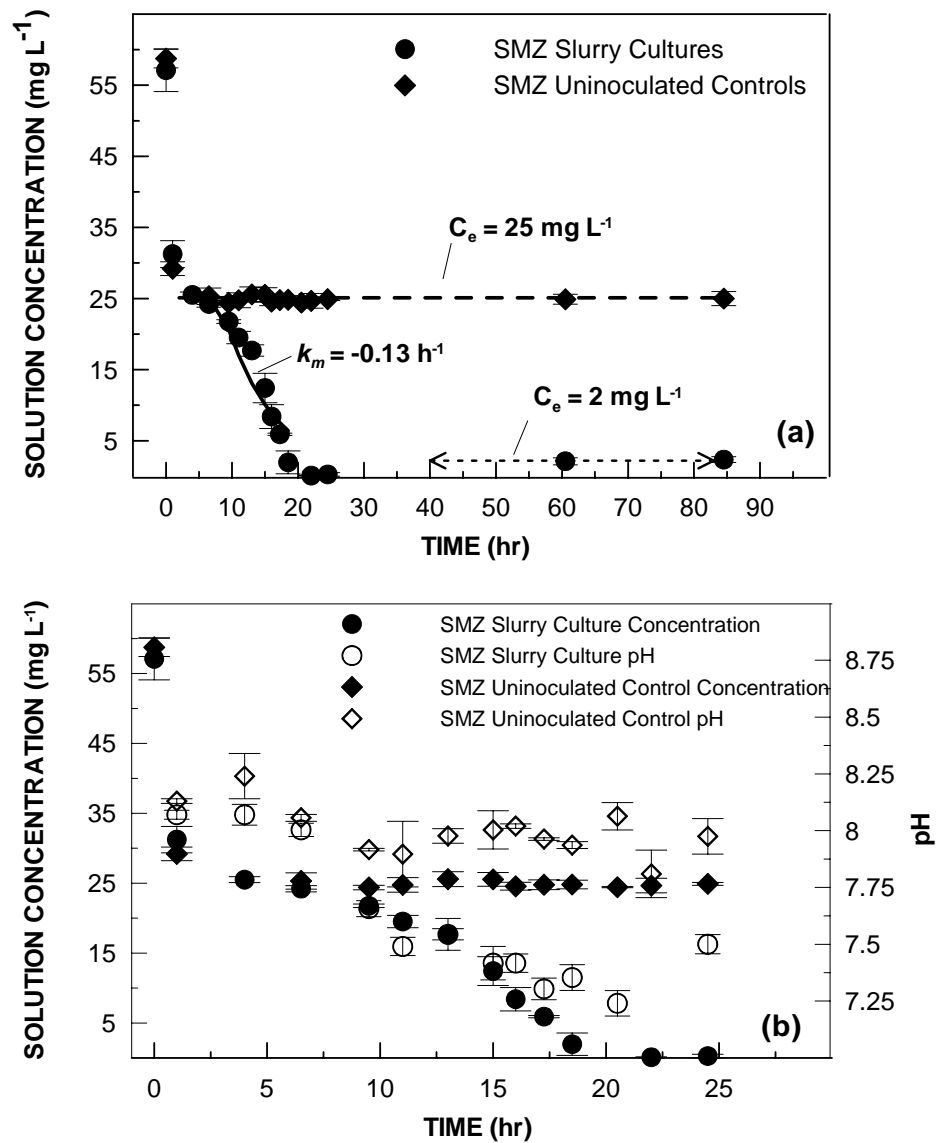 SMZ Slurry Cultures
SMZ Uninoculated Controls
SOLUTION CONCENTRATION (mg L-1)
55
45
35
25
15
5
Ce = 25 mg L-1
km = -0.13 h-1
Ce = 2 mg L-1
(a)
0 10 20 30 40 50 60 70 80 90
TIME (hr)
SMZ Slurry Culture Concentration
SMZ Slurry Culture pH
SMZ Uninoculated Control Concentration
SMZ Uninoculated Control pH
SOLUTION CONCENTRATION (mg L-1)
55
45
35
25
15
5
8.75
8.5
8.25
8
7.75
7.5
7.25
pH
(b)
0 5 10 15 20 25
TIME (hr)